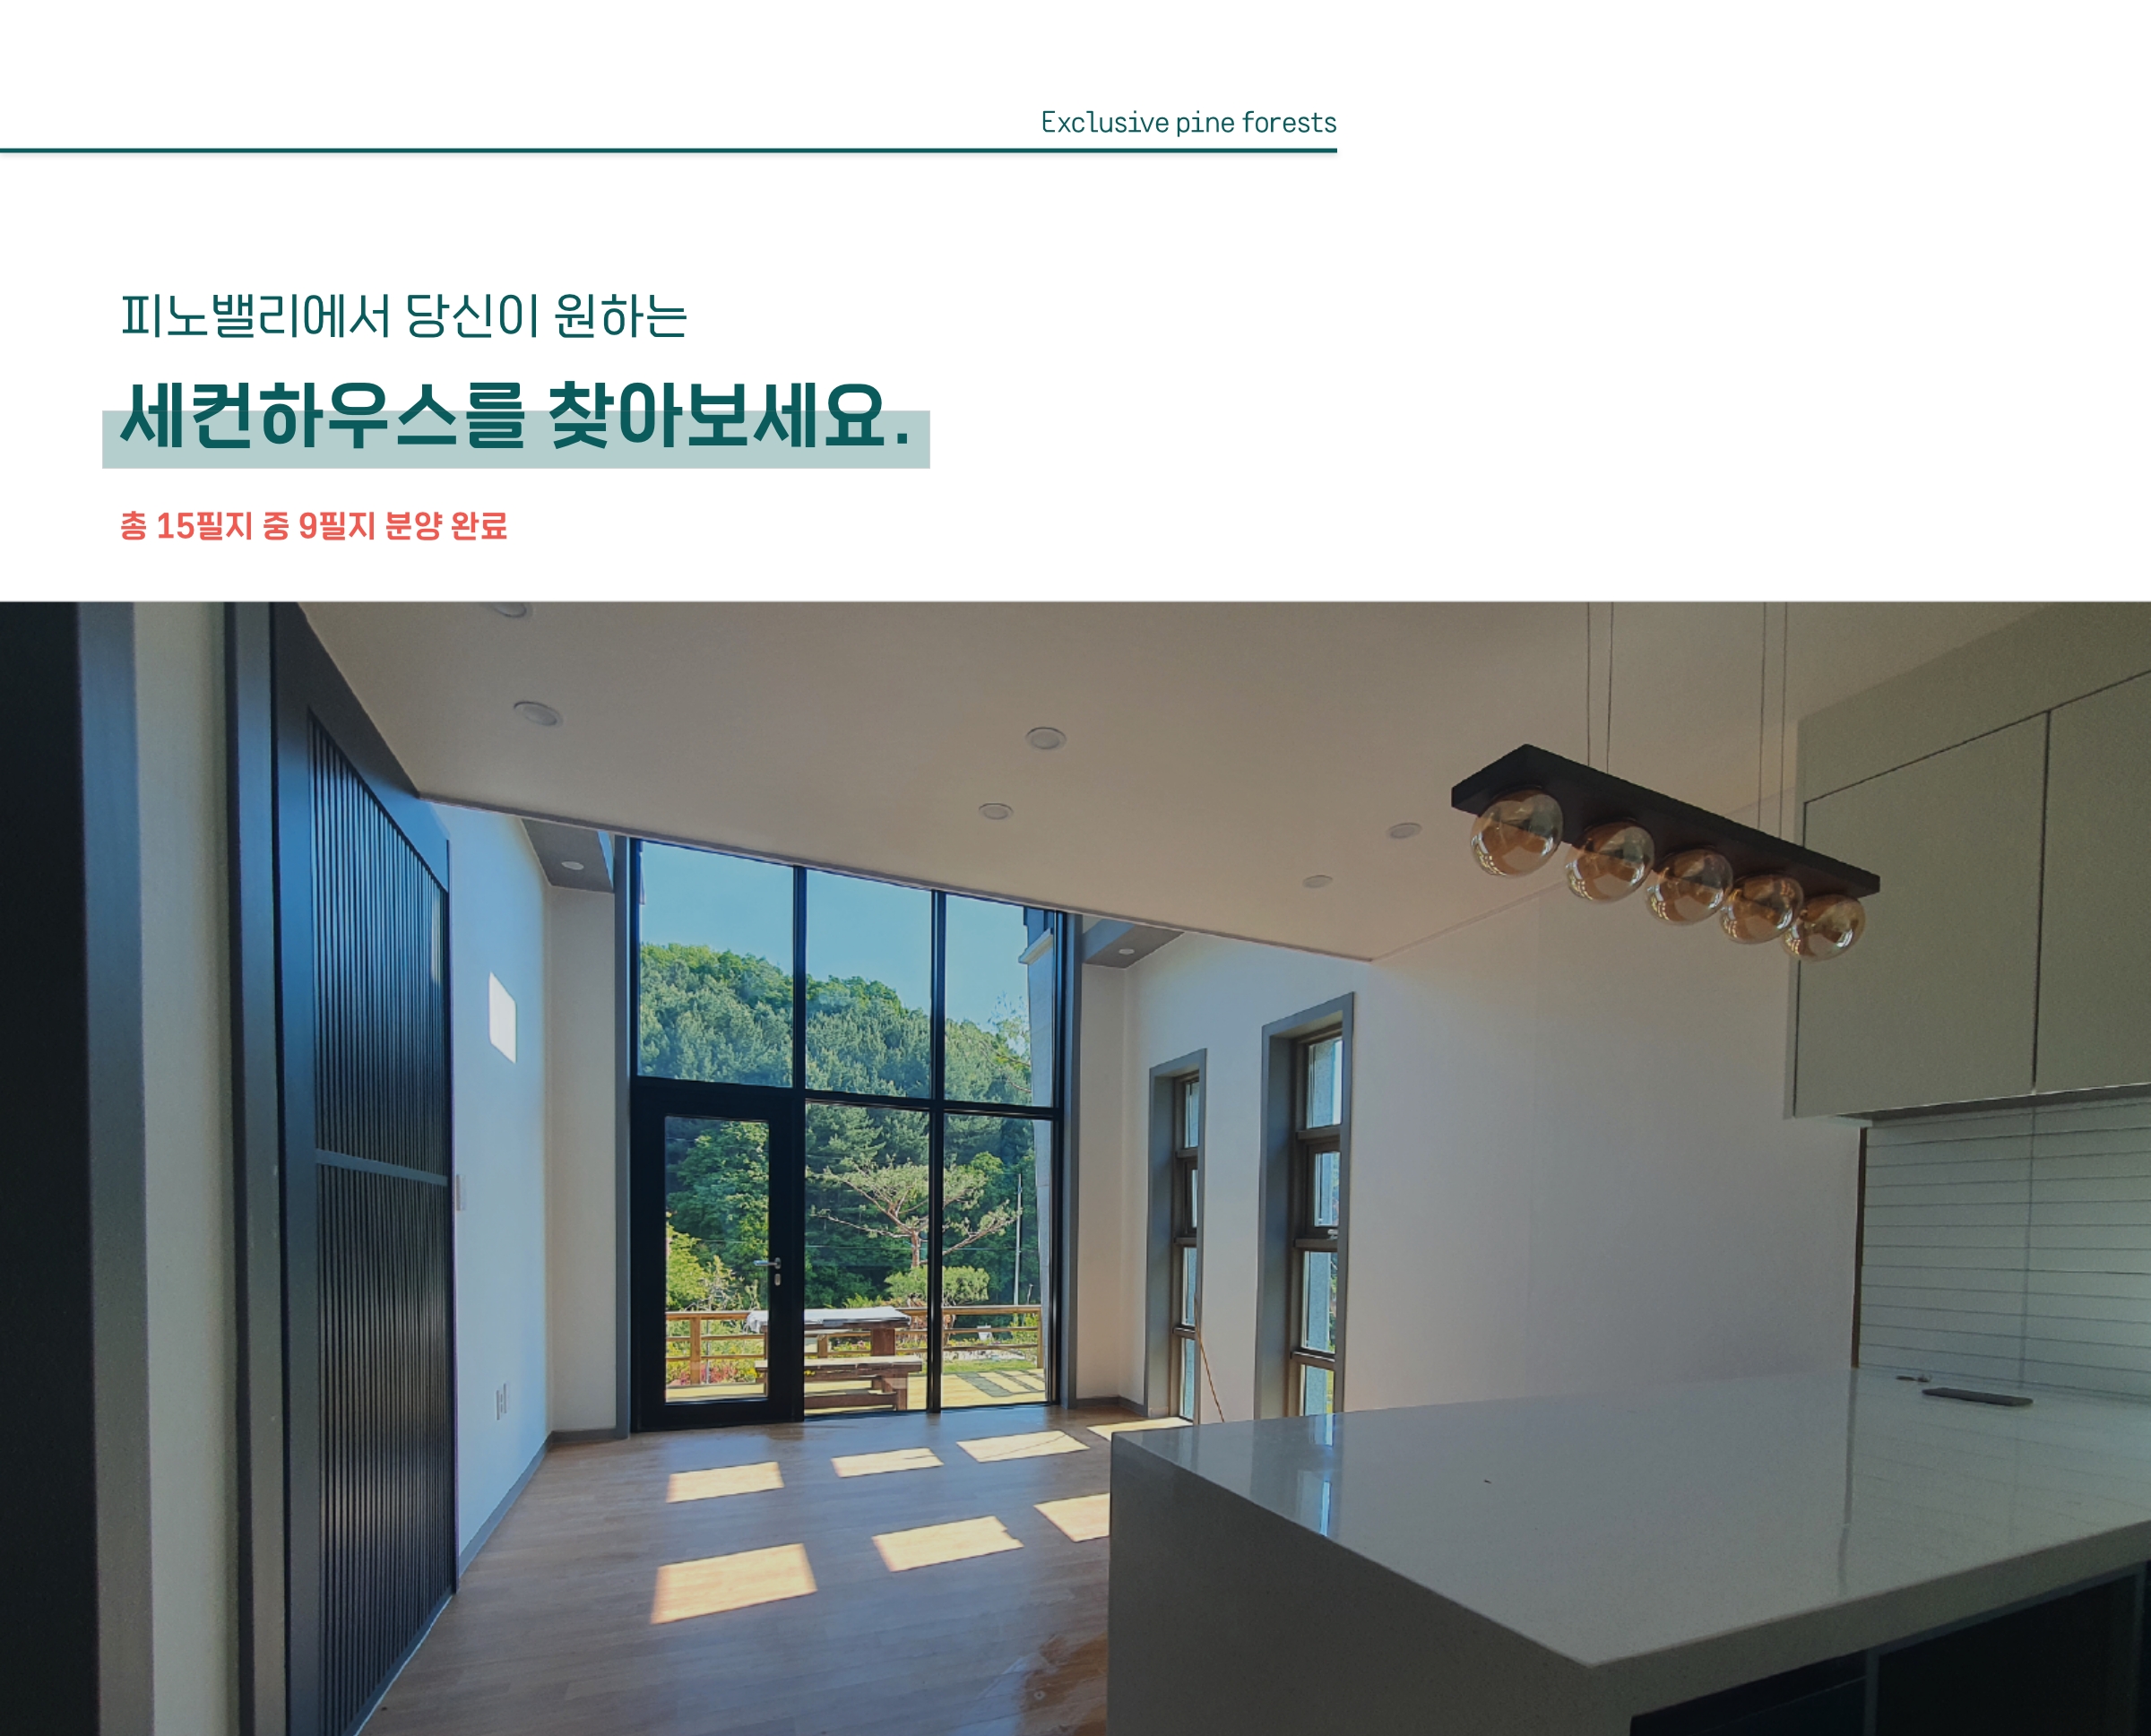 Exclusive pine forests
피노밸리에서 당신이 원하는
세컨하우스를 찾아보세요.
총 15필지 중 9필지 분양 완료